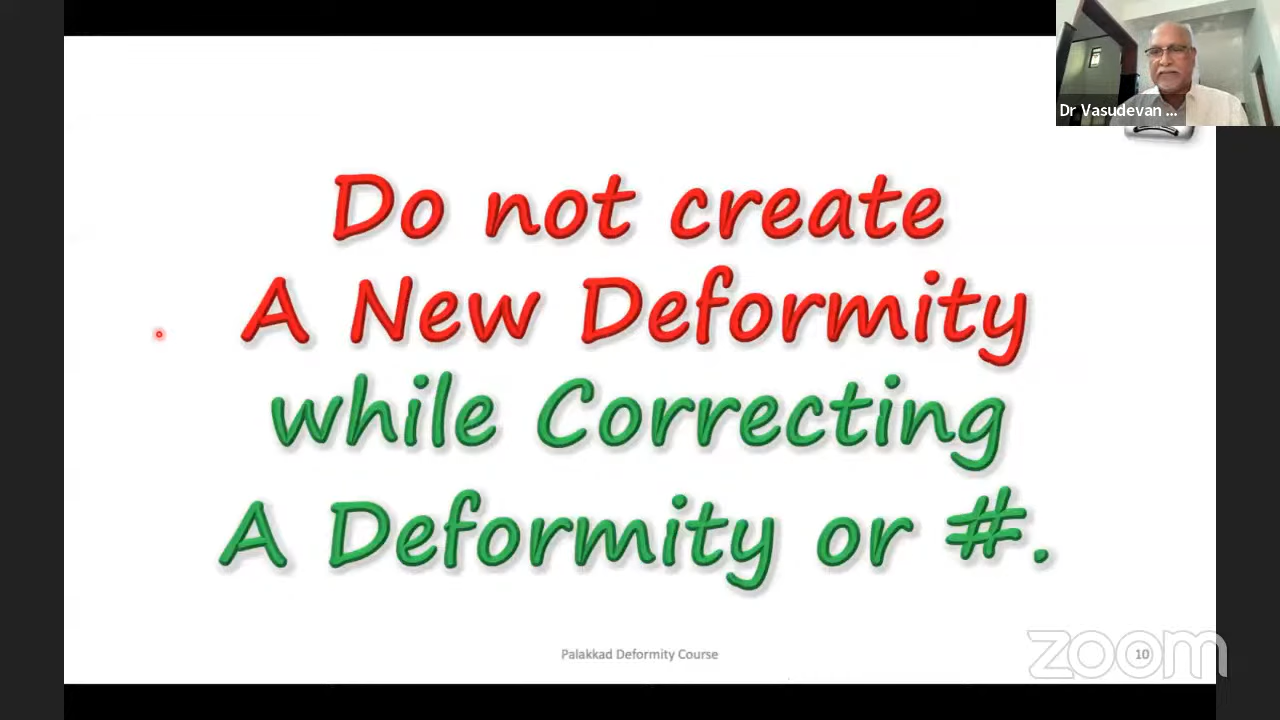 Dr Vasudevan ...
Do not create
A New Deformity
while Correcting
A Deformity or #.
Palakkad Deformity Course
10
zoom